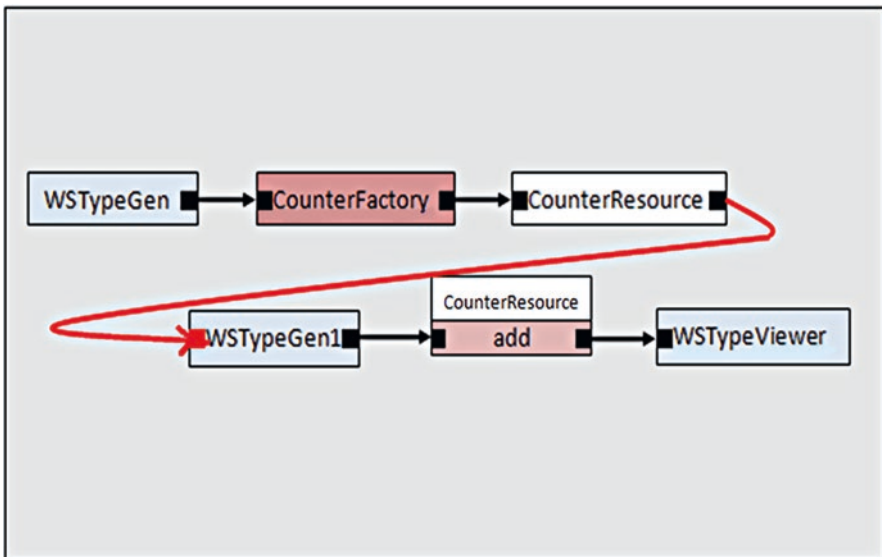 WSTypeGen
CounterFactory
CounterResource
CounterResource
WSTypeGen1
add
WSTypeViewer